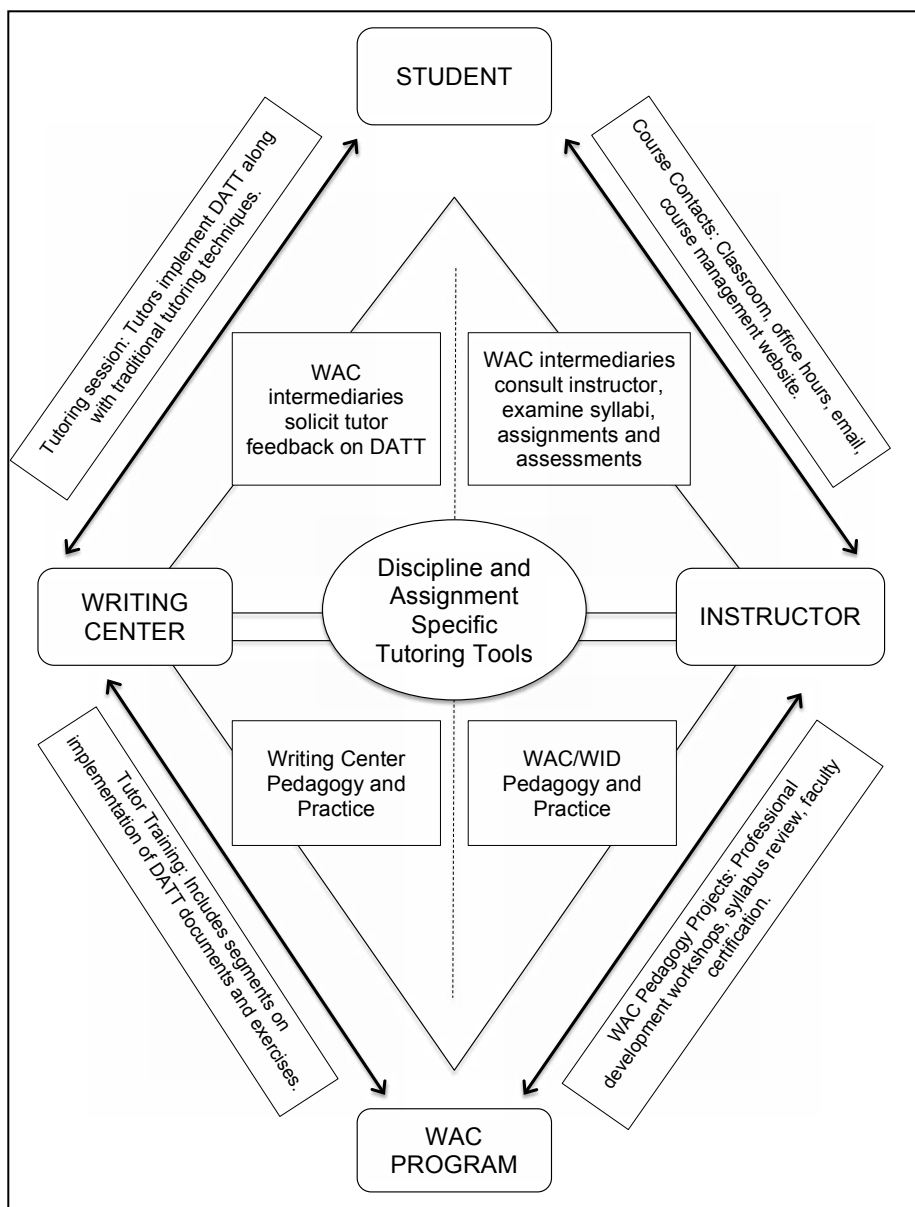 STUDENT
Tutoring session: Tutors implement DATT along
with traditional tutoring techniques.
Course Contacts: Classroom, office hours, email,
course management website.
WAC
intermediaries
solicit tutor
feedback on DATT
WAC intermediaries
consult instructor,
examine syllabi,
assignments and
assessments
WRITING
CENTER
Discipline and
Assignment
Specific
Tutoring Tools
INSTRUCTOR
Writing Center
Pedagogy and
Practice
WAC/WID
Pedagogy and
Practice
Tutor Training: Includes segments on
implementation of DATT documents and exercises.
WAC Pedagogy Projects: Professional
development workshops, syllabus review, faculty
certification.
WAC
PROGRAM